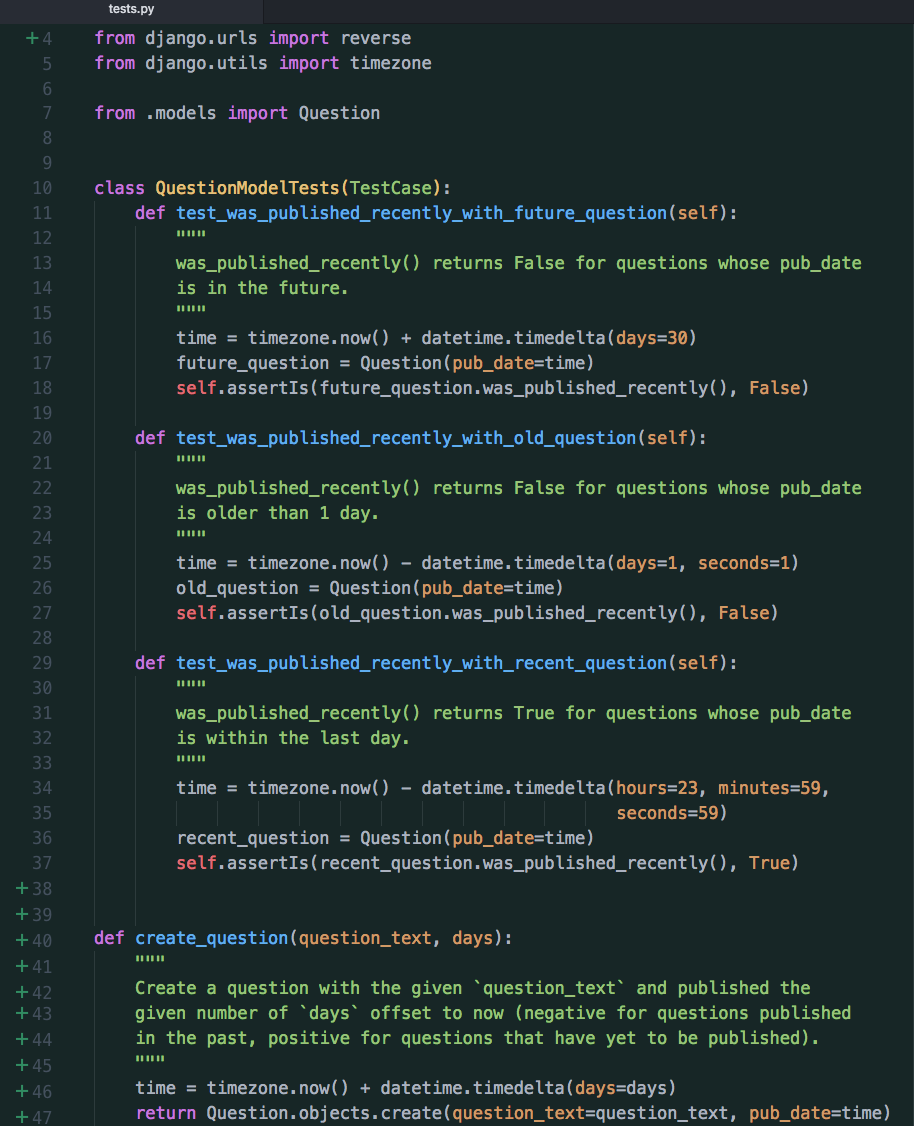 tests.py
+4 from django.urls import reverse
5 from django.utils import timezone
6
7 from .models import Question
8
9
10 class QuestionModelTests(TestCase):
11     def test_was_published_recently_with_future_question(self):
12         """
13         was_published_recently() returns False for questions whose pub_date
14         is in the future.
15         """
16         time = timezone.now() + datetime.timedelta(days=30)
17         future_question = Question(pub_date=time)
18         self.assertIs(future_question.was_published_recently(), False)
19
20     def test_was_published_recently_with_old_question(self):
21         """
22         was_published_recently() returns False for questions whose pub_date
23         is older than 1 day.
24         """
25         time = timezone.now() - datetime.timedelta(days=1, seconds=1)
26         old_question = Question(pub_date=time)
27         self.assertIs(old_question.was_published_recently(), False)
28
29     def test_was_published_recently_with_recent_question(self):
30         """
31         was_published_recently() returns True for questions whose pub_date
32         is within the last day.
33         """
34         time = timezone.now() - datetime.timedelta(hours=23, minutes=59,
35                                                    seconds=59)
36         recent_question = Question(pub_date=time)
37         self.assertIs(recent_question.was_published_recently(), True)
+38
+39
+40 def create_question(question_text, days):
+41     """
+42     Create a question with the given `question_text` and published the
+43     given number of `days` offset to now (negative for questions published
+44     in the past, positive for questions that have yet to be published).
+45     """
+46     time = timezone.now() + datetime.timedelta(days=days)
+47     return Question.objects.create(question_text=question_text, pub_date=time)